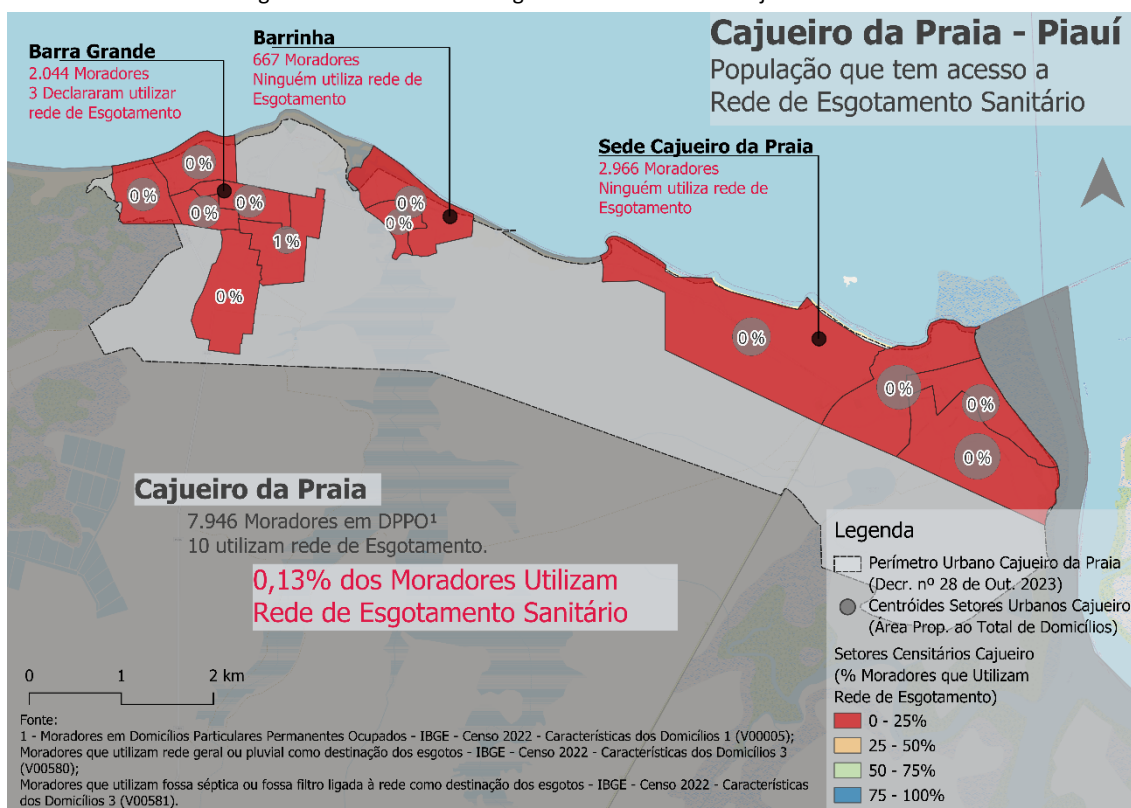 Cajueiro da Praia - Piauí
População que tem acesso a
Rede de Esgotamento Sanitário
Barra Grande
2.044 Moradores
3 Declararam utilizar
rede de Esgotamento
Barrinha
667 Moradores
Ninguém utiliza rede de
Esgotamento
Sede Cajueiro da Praia
2.966 Moradores
Ninguém utiliza rede de
Esgotamento
0 %
0 %
0 %
0 %
1 %
0 %
0 %
0 %
0 %
0 %
0 %
0 %
Cajueiro da Praia
7.946 Moradores em DPPO¹
10 utilizam rede de Esgotamento.
0,13% dos Moradores Utilizam
Rede de Esgotamento Sanitário
0 1 2 km
Fonte:
1 - Moradores em Domicílios Particulares Permanentes Ocupados - IBGE - Censo 2022 - Características dos Domicílios 1 (V00005);
Moradores que utilizam rede geral ou pluvial como destinação dos esgotos - IBGE - Censo 2022 - Características dos Domicílios 3
(V00580);
Moradores que utilizam fossa séptica ou fossa filtro ligada à rede como destinação dos esgotos - IBGE - Censo 2022 - Características
dos Domicílios 3 (V00581).
Legenda
Perímetro Urbano Cajueiro da Praia
(Decr. nº 28 de Out. 2023)
Centróides Setores Urbanos Cajueiro
(Área Prop. ao Total de Domicílios)
Setores Censitários Cajueiro
(% Moradores que Utilizam
Rede de Esgotamento)
0 - 25%
25 - 50%
50 - 75%
75 - 100%